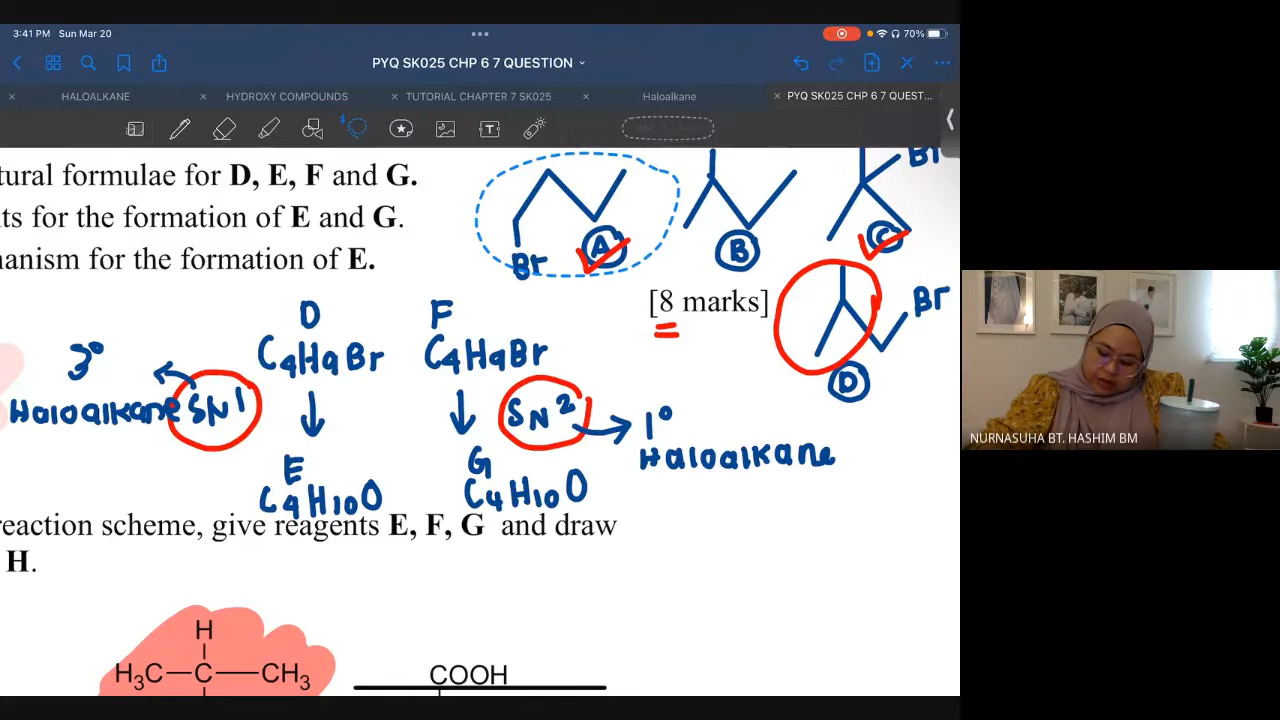 3:41 PM Sun Mar 20
70%
PYQ SK025 CHP 6 7 QUESTION
HALOALKANE
HYDROXY COMPOUNDS
TUTORIAL CHAPTER 7 SK025
Haloalkane
PYQ SK025 CHP 6 7 QUEST...
tural formulae for D, E, F and G.
nts for the formation of E and G.
hanism for the formation of E.
Br
A
B
Br
C
[8 marks]
Br
D
3°
Haloalkane
SN1
D
C4H9Br
E
C4H10O
F
C4H9Br
G
C4H10O
SN2
1°
Haloalkane
reaction scheme, give reagents E, F, G and draw
H.
H
H3C—C—CH3
COOH
NURNASUHA BT. HASHIM BM